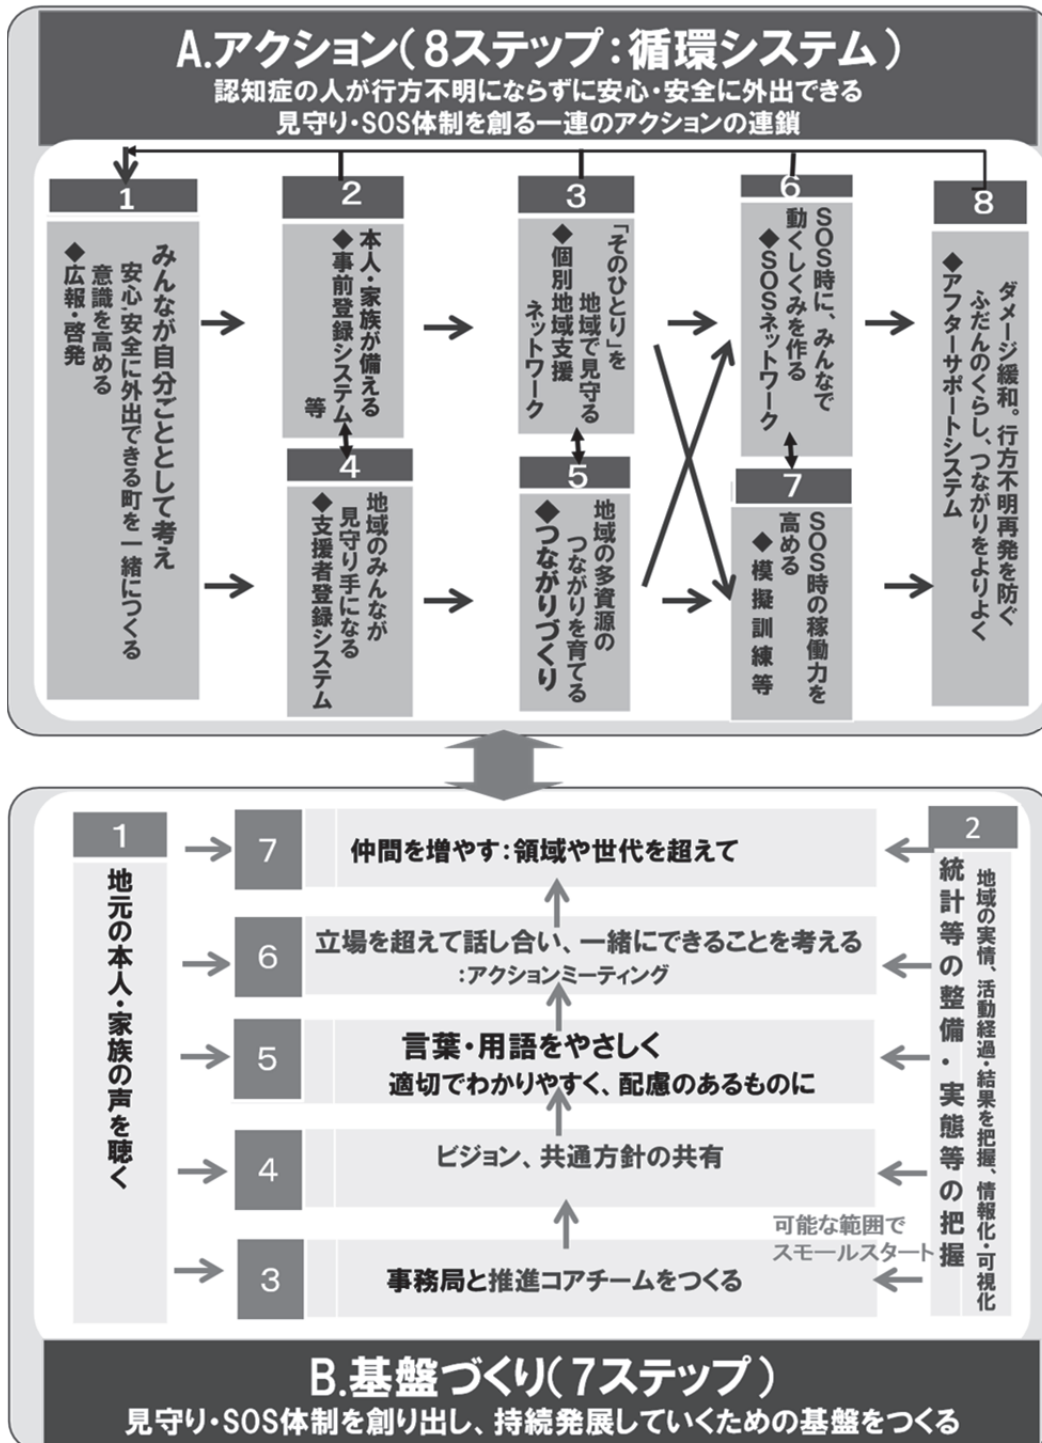 A.アクション(8ステップ:循環システム)
認知症の人が行方不明にならずに安心・安全に外出できる
見守り・SOS体制を創る一連のアクションの連鎖
1
みんなが自分ごととして考え
安心、安全に外出できる町を一緒につくる
意識を高める
◆広報・啓発
2
本人・家族が備える
◆事前登録システム
等
3
「そのひとり」を
地域で見守る
◆個別地域支援
ネットワーク
4
地域のみんなが
見守り手になる
◆支援者登録システム
5
地域の多資源の
つながりを育てる
◆つながりづくり
6
SOS時に、みんなで
動くしくみを作る
◆SOSネットワーク
7
SOS時の稼働力を
高める
◆模擬訓練等
8
ダメージ緩和。行方不明再発を防ぐ
ふだんのくらし、つながりをよりよく
◆アフターサポートシステム
1
地元の本人・家族の声を聴く
2
地域の実情、活動経過・結果を把握、情報化・可視化
統計等の整備・実態等の把握
7
仲間を増やす:領域や世代を超えて
6
立場を超えて話し合い、一緒にできることを考える
:アクションミーティング
5
言葉・用語をやさしく
適切でわかりやすく、配慮のあるものに
4
ビジョン、共通方針の共有
可能な範囲で
スモールスタート
3
事務局と推進コアチームをつくる
B.基盤づくり(7ステップ)
見守り・SOS体制を創り出し、持続発展していくための基盤をつくる